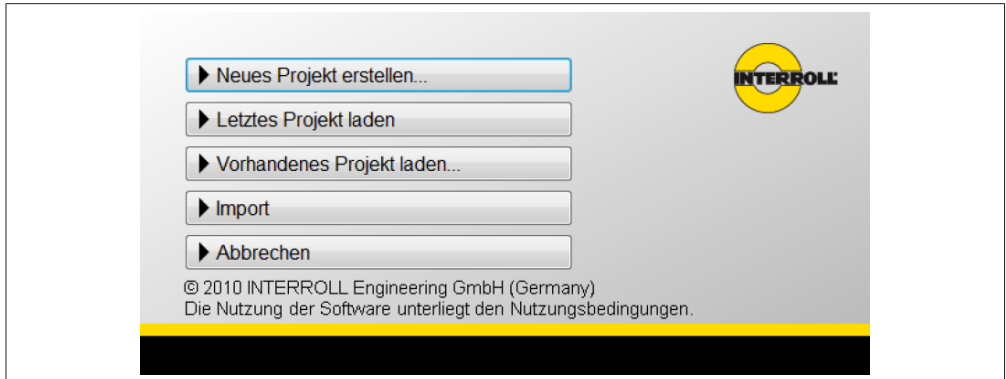 Neues Projekt erstellen...
INTERROLL
Letztes Projekt laden
Vorhandenes Projekt laden...
Import
Abbrechen
© 2010 INTERROLL Engineering GmbH (Germany)
Die Nutzung der Software unterliegt den Nutzungsbedingungen.